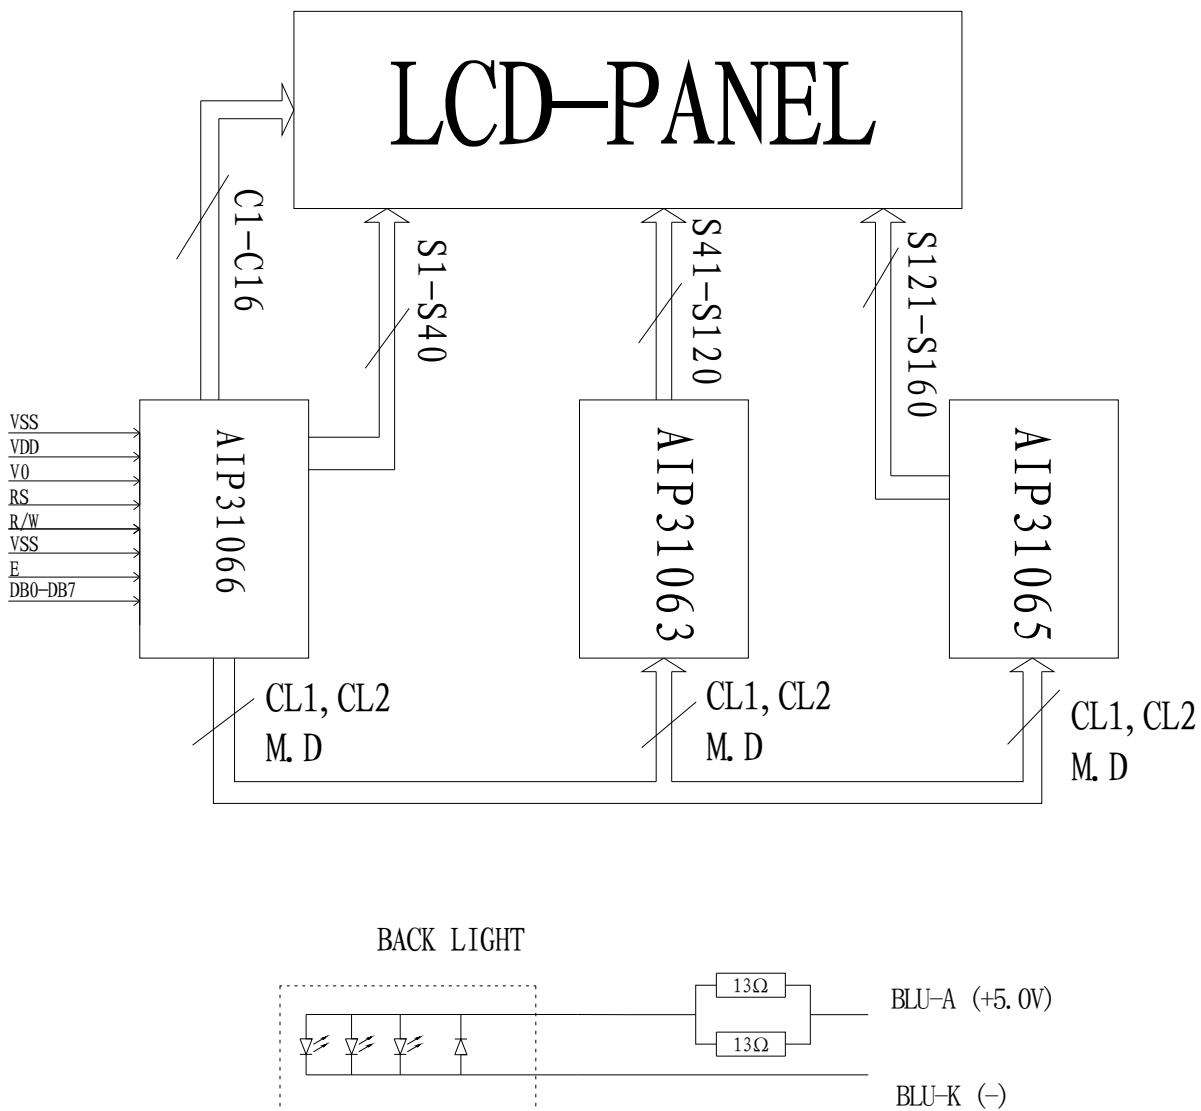 LCD-PANEL
C1-C16
S1-S40
S41-S120
S121-S160
VSS
VDD
V0
RS
R/W
VSS
E
DB0-DB7
AIP31066
AIP31063
AIP31065
CL1, CL2
M. D
CL1, CL2
M. D
CL1, CL2
M. D
BACK LIGHT
13Ω
BLU-A (+5.0V)
13Ω
BLU-K (-)